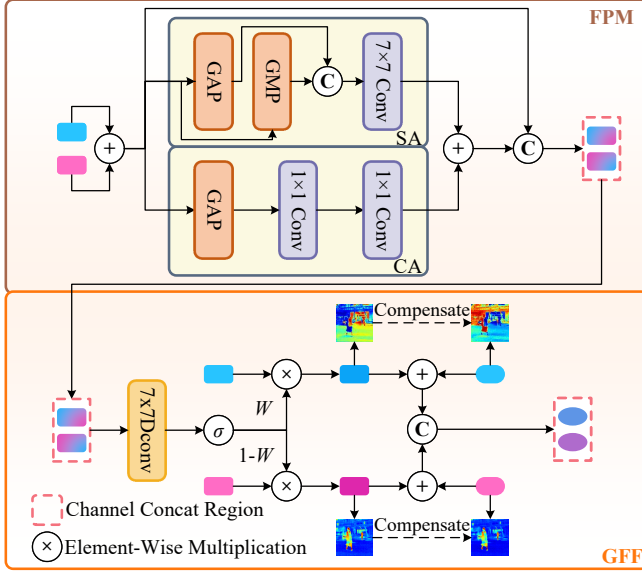 FPM
GAP
GMP
C
7×7 Conv
SA
+
+
C
GAP
1×1 Conv
1×1 Conv
CA
Compensate
7x7Dconv
σ
W
1-W
×
+
C
×
+
Compensate
Channel Concat Region
× Element-Wise Multiplication
GFF